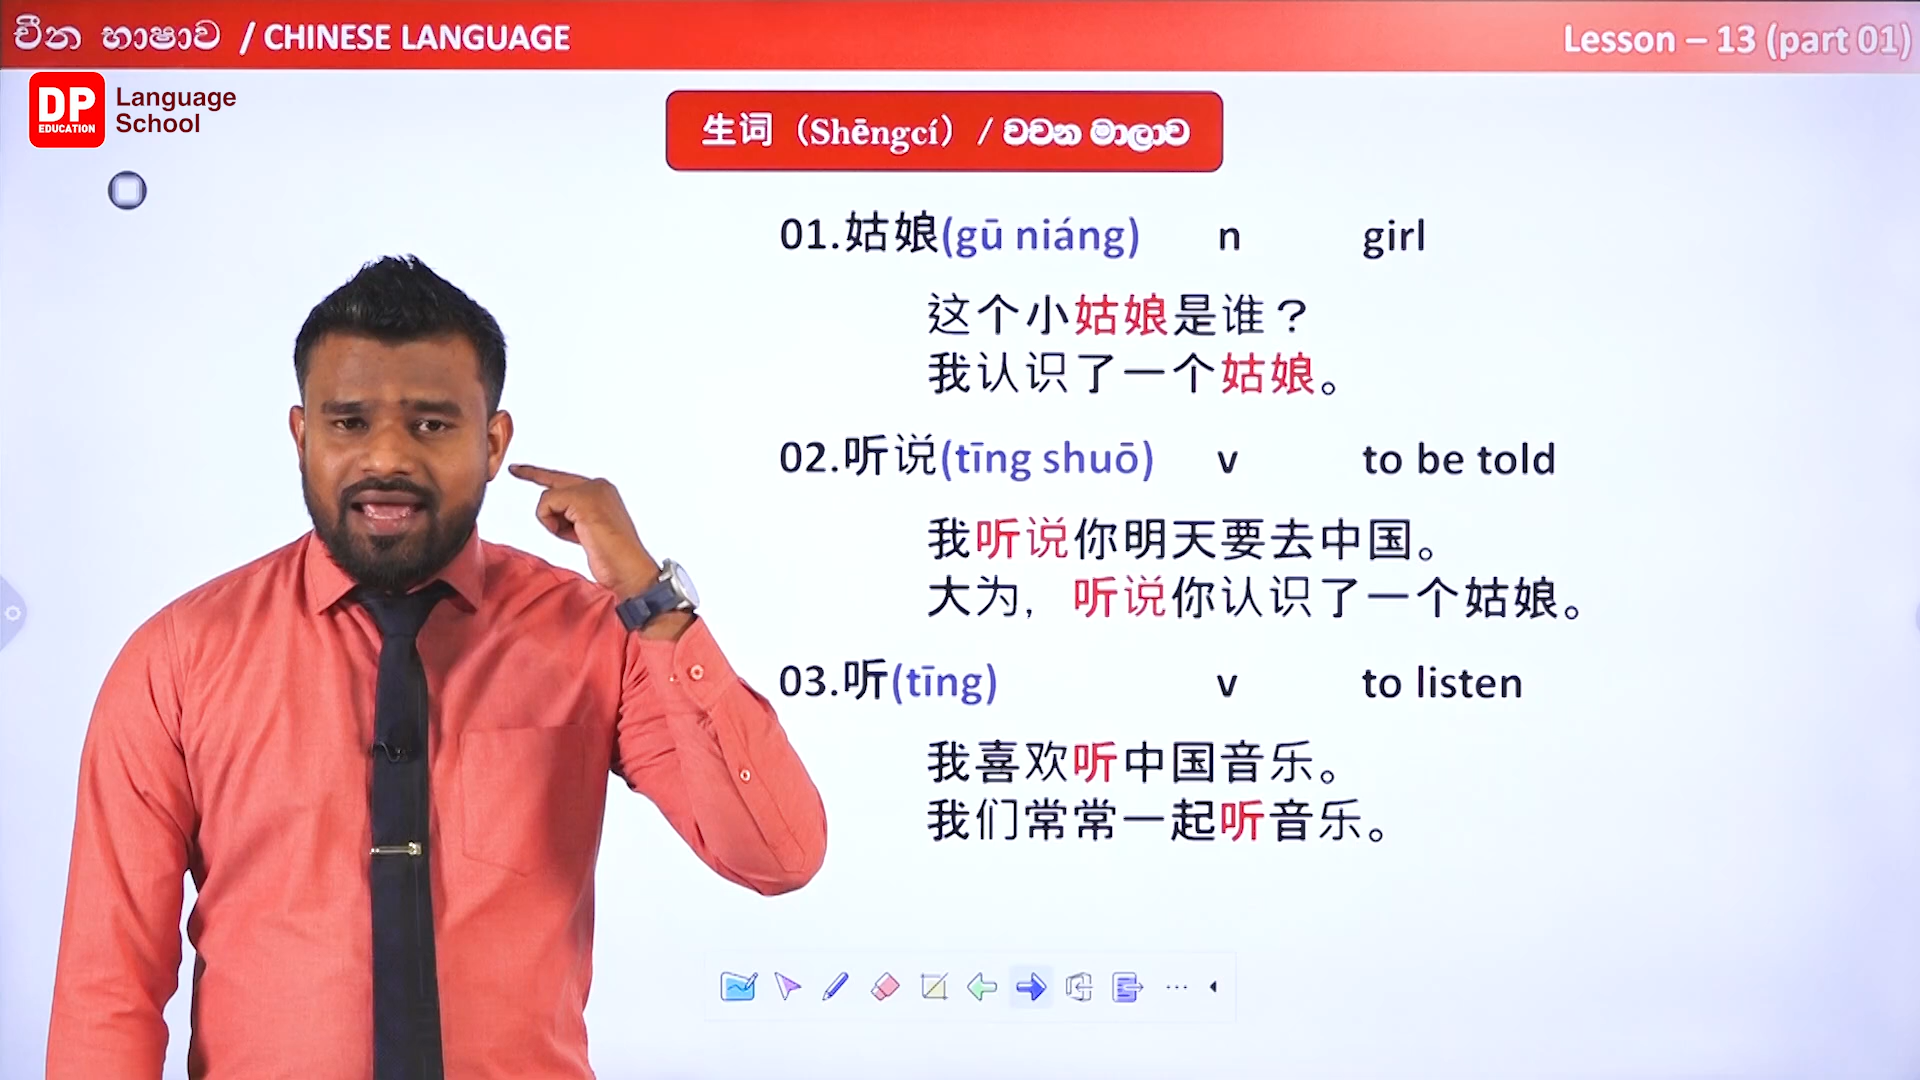 චීන භාෂාව / CHINESE LANGUAGE
Lesson – 13 (part 01)
DP
EDUCATION
Language
School
生词（Shēngcí）/ වචන මාලාව
01.姑娘(gū niáng) n girl
这个小姑娘是谁？
我认识了一个姑娘。
02.听说(tīng shuō) v to be told
我听说你明天要去中国。
大为，听说你认识了一个姑娘。
03.听(tīng) v to listen
我喜欢听中国音乐。
我们常常一起听音乐。